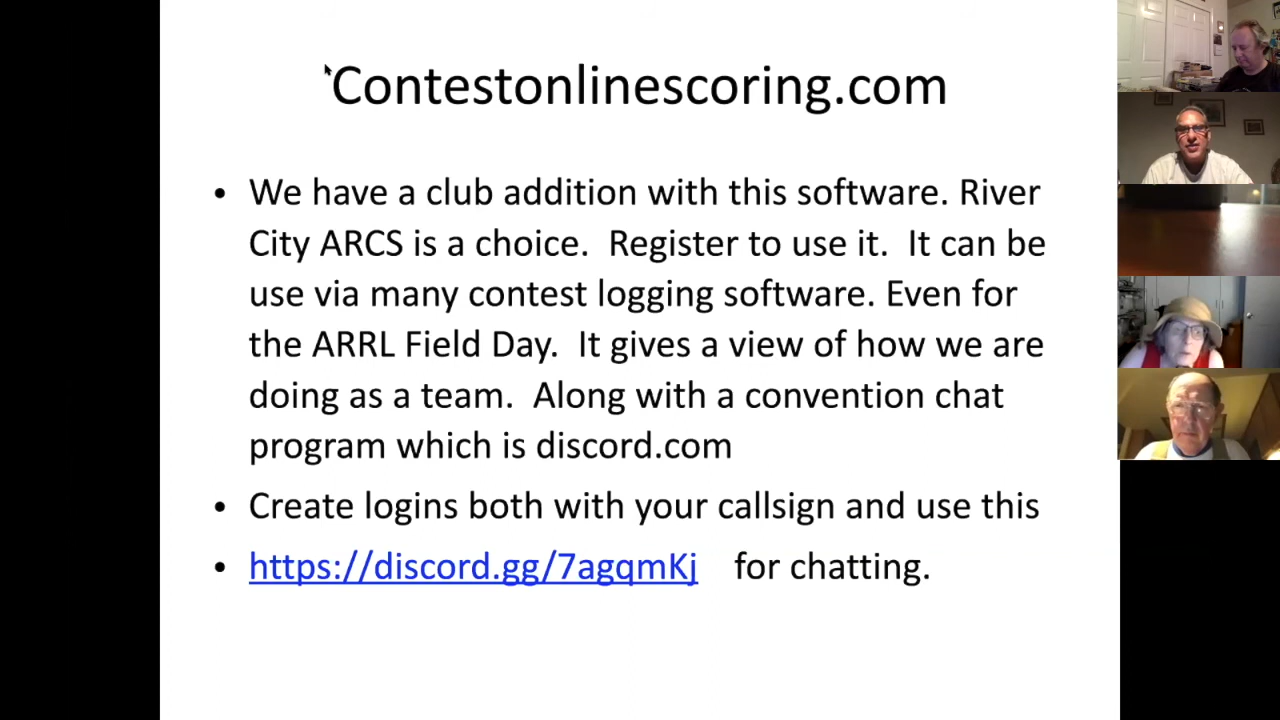 Contestonlinescoring.com
• We have a club addition with this software. River
City ARCS is a choice.  Register to use it.  It can be
use via many contest logging software. Even for
the ARRL Field Day.  It gives a view of how we are
doing as a team.  Along with a convention chat
program which is discord.com
• Create logins both with your callsign and use this
• https://discord.gg/7agqmKj for chatting.